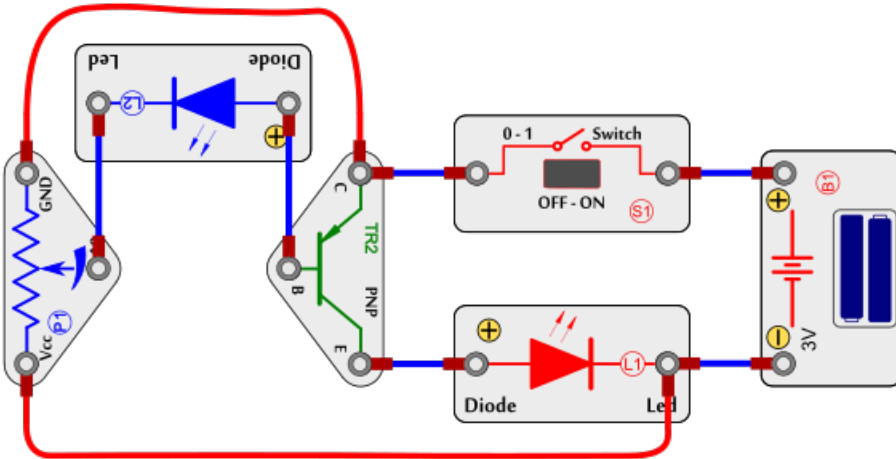 Led
Diode
L2
+
GND
P1
Vcc
C
TR2
B
PNP
E
0 - 1
Switch
OFF - ON
S1
B1
+
−
3V
+
L1
Diode
Led